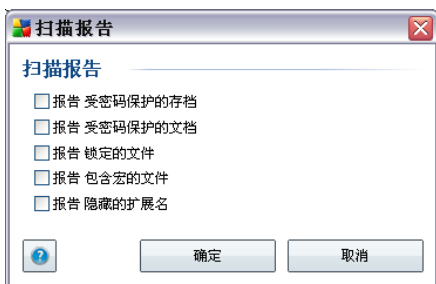 扫描报告
扫描报告
报告 受密码保护的存档
报告 受密码保护的文档
报告 锁定的文件
报告 包含宏的文件
报告 隐藏的扩展名
确定
取消